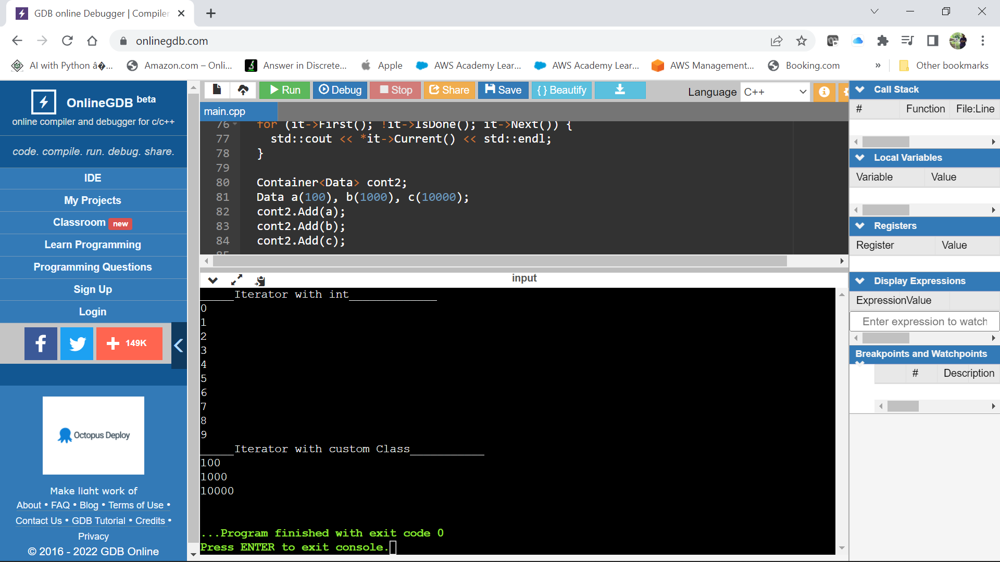 GDB online Debugger | Compiler
onlinegdb.com
AI with Python â�...
Amazon.com – Onli...
Answer in Discrete...
Apple
AWS Academy Lear...
AWS Academy Lear...
AWS Management...
Booking.com
»
Other bookmarks
OnlineGDB beta
online compiler and debugger for c/c++
code. compile. run. debug. share.
IDE
My Projects
Classroom new
Learn Programming
Programming Questions
Sign Up
Login
f
149K
Octopus Deploy
Make light work of
About • FAQ • Blog • Terms of Use •
Contact Us • GDB Tutorial • Credits •
Privacy
© 2016 - 2022 GDB Online
Run
Debug
Stop
Share
Save
{ } Beautify
Language C++
main.cpp
76 for (it->First(); !it->IsDone(); it->Next()) {
77 std::cout << *it->Current() << std::endl;
78 }
79
80 Container<Data> cont2;
81 Data a(100), b(1000), c(10000);
82 cont2.Add(a);
83 cont2.Add(b);
84 cont2.Add(c);
85
input
_____Iterator with int_____________
0
1
2
3
4
5
6
7
8
9
_____Iterator with custom Class___________
100
1000
10000
...Program finished with exit code 0
Press ENTER to exit console.
Call Stack
# Function File:Line
Local Variables
Variable Value
Registers
Register Value
Display Expressions
ExpressionValue
Enter expression to watch
Breakpoints and Watchpoints
# Description